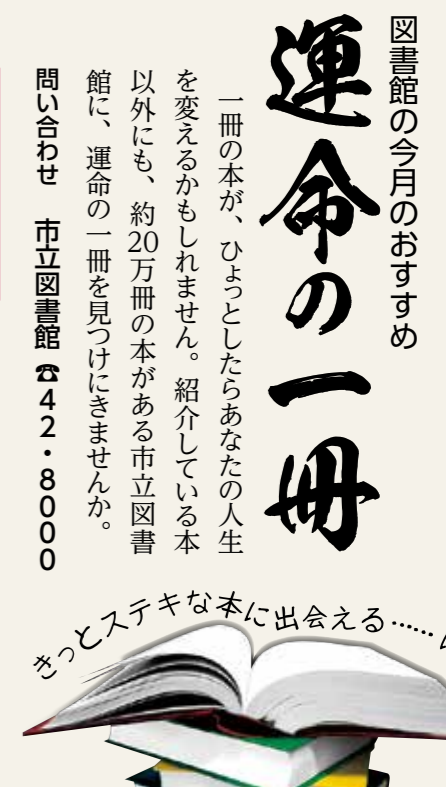 図書館の今月のおすすめ
運命の一冊
一冊の本が、ひょっとしたらあなたの人生
を変えるかもしれません。紹介している本
以外にも、約20万冊の本がある市立図書
館に、運命の一冊を見つけにきませんか。
問い合わせ　市立図書館 ☎42・8000
きっとステキな本に出会える……